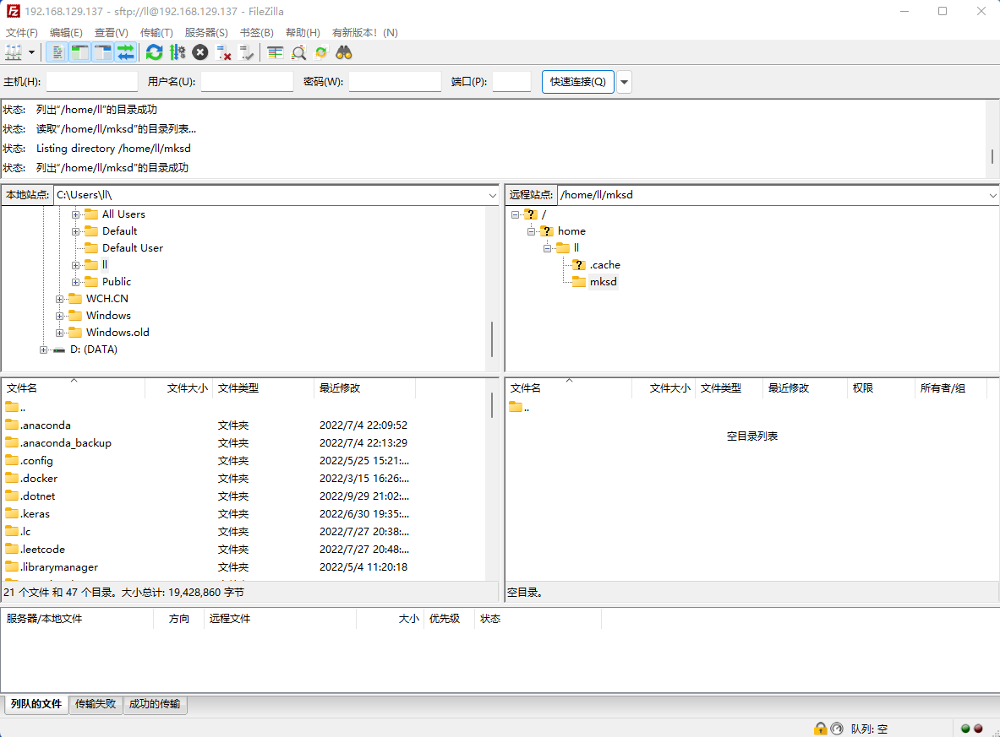 192.168.129.137 - sftp://ll@192.168.129.137 - FileZilla
文件(F) 编辑(E) 查看(V) 传输(T) 服务器(S) 书签(B) 帮助(H) 有新版本！(N)
主机(H): 用户名(U): 密码(W): 端口(P): 快速连接(Q)
状态: 列出“/home/ll”的目录成功
状态: 读取“/home/ll/mksd”的目录列表...
状态: Listing directory /home/ll/mksd
状态: 列出“/home/ll/mksd”的目录成功
本地站点: C:\Users\ll\
All Users
Default
Default User
ll
Public
WCH.CN
Windows
Windows.old
D: (DATA)
远程站点: /home/ll/mksd
/
home
ll
.cache
mksd
文件名 文件大小 文件类型 最近修改
..
.anaconda 文件夹 2022/7/4 22:09:52
.anaconda_backup 文件夹 2022/7/4 22:13:29
.config 文件夹 2022/5/25 15:21:...
.docker 文件夹 2022/3/15 16:26:...
.dotnet 文件夹 2022/9/29 21:02:...
.keras 文件夹 2022/6/30 19:35:...
.lc 文件夹 2022/7/27 20:38:...
.leetcode 文件夹 2022/7/27 20:48:...
.librarymanager 文件夹 2022/5/4 11:20:18
21 个文件 和 47 个目录。大小总计: 19,428,860 字节
文件名 文件大小 文件类型 最近修改 权限 所有者/组
..
空目录列表
空目录。
服务器/本地文件 方向 远程文件 大小 优先级 状态
列队的文件 传输失败 成功的传输
队列: 空